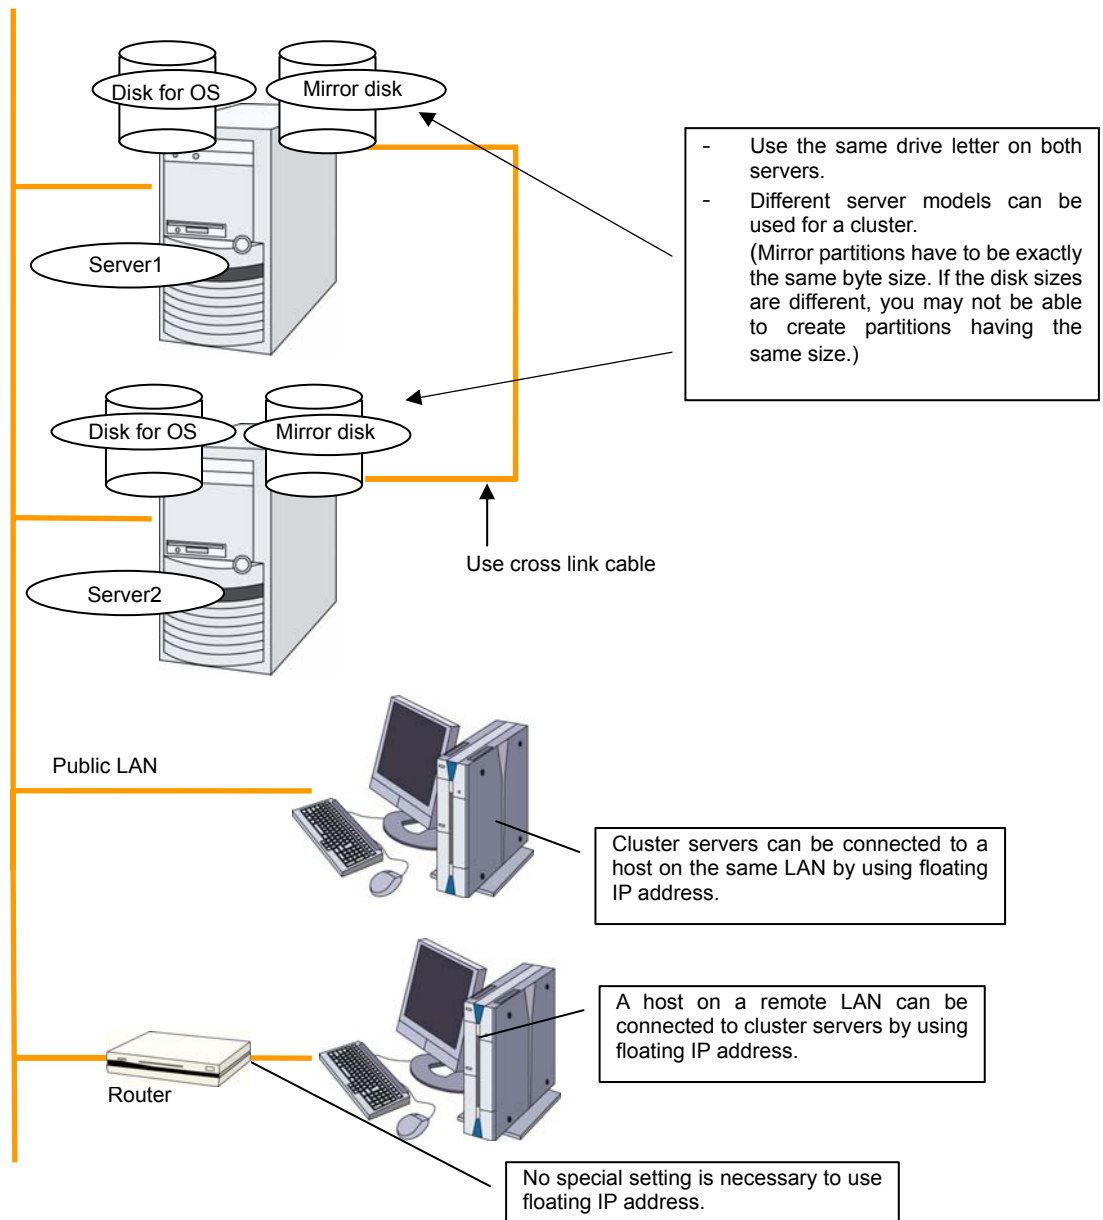 Disk for OS
Mirror disk
- Use the same drive letter on both
servers.
- Different server models can be
used for a cluster.
(Mirror partitions have to be exactly
the same byte size. If the disk sizes
are different, you may not be able
to create partitions having the
same size.)
Server1
Disk for OS
Mirror disk
Use cross link cable
Server2
Public LAN
Cluster servers can be connected to a
host on the same LAN by using floating
IP address.
A host on a remote LAN can be
connected to cluster servers by using
floating IP address.
Router
No special setting is necessary to use
floating IP address.